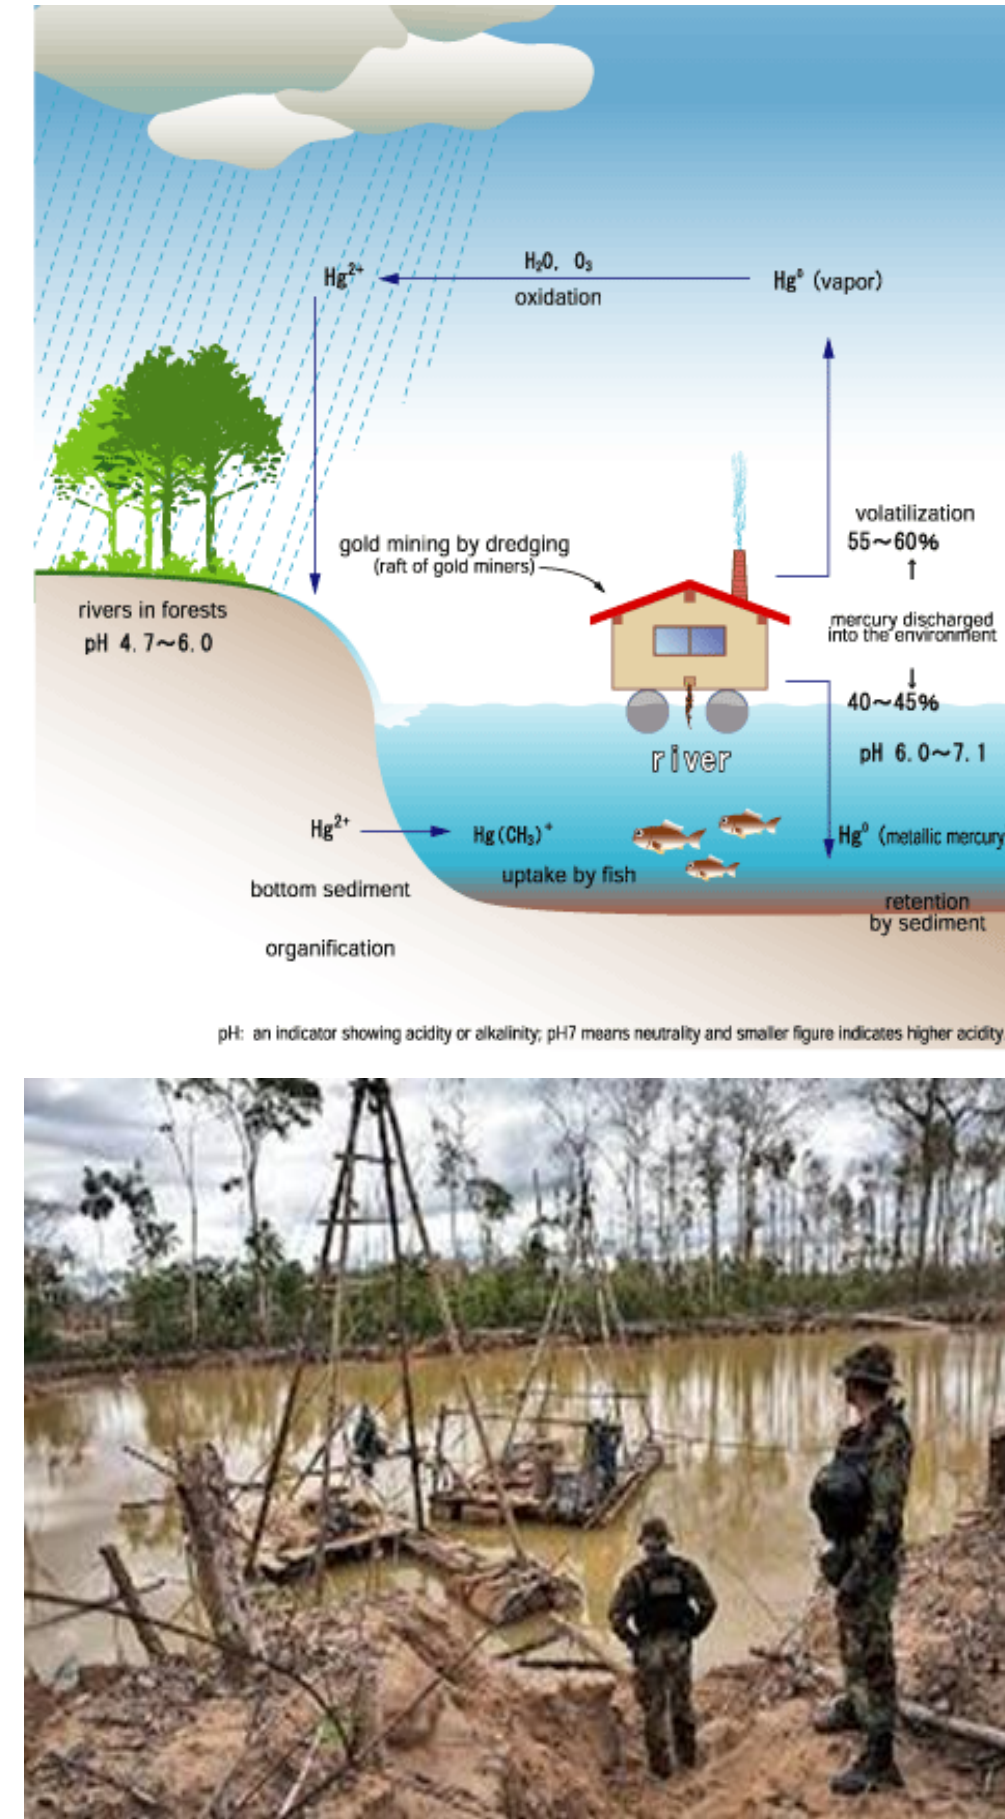 H₂O, O₃
Hg²⁺
Hg⁰ (vapor)
oxidation
volatilization
55~60%
↑
gold mining by dredging
(raft of gold miners)
rivers in forests
pH 4.7~6.0
mercury discharged
into the environment
↓
40~45%
river
pH 6.0~7.1
Hg²⁺
Hg(CH₃)⁺
Hg⁰ (metallic mercury
uptake by fish
bottom sediment
retention
by sediment
organification
pH: an indicator showing acidity or alkalinity; pH7 means neutrality and smaller figure indicates higher acidity